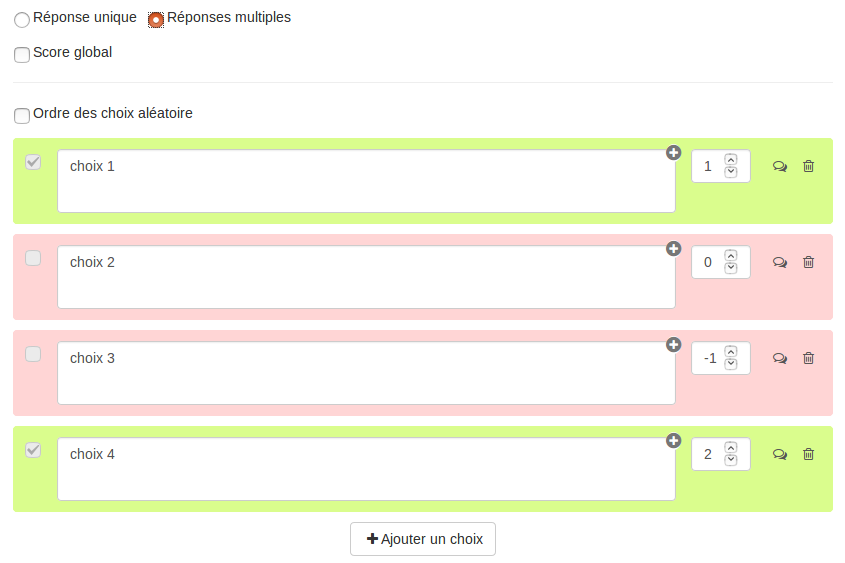 Réponse unique Réponses multiples
Score global
Ordre des choix aléatoire
choix 1 1
choix 2 0
choix 3 -1
choix 4 2
Ajouter un choix